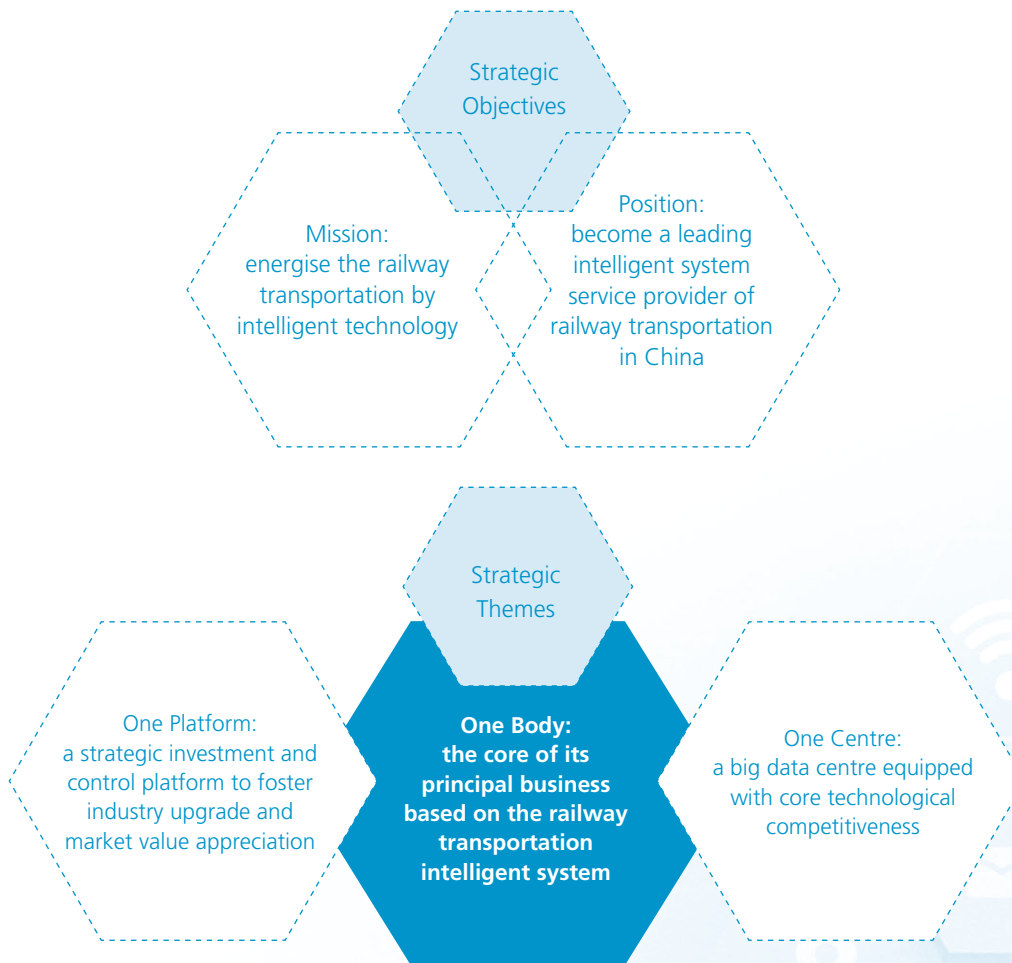 Strategic
Objectives
Mission:
energise the railway
transportation by
intelligent technology
Position:
become a leading
intelligent system
service provider of
railway transportation
in China
Strategic
Themes
One Platform:
a strategic investment and
control platform to foster
industry upgrade and
market value appreciation
One Body:
the core of its
principal business
based on the railway
transportation
intelligent system
One Centre:
a big data centre equipped
with core technological
competitiveness